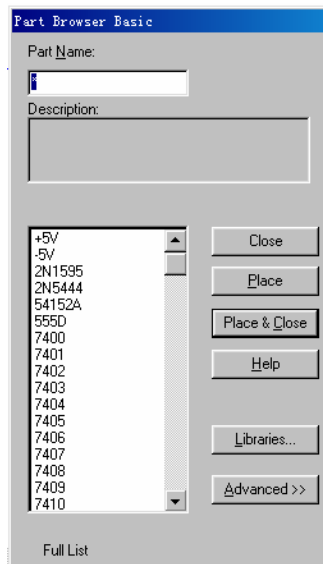 Part Browser Basic
Part Name:
*
Description:
+5V
-5V
2N1595
2N5444
54152A
555D
7400
7401
7402
7403
7404
7405
7406
7407
7408
7409
7410
Close
Place
Place & Close
Help
Libraries...
Advanced >>
Full List